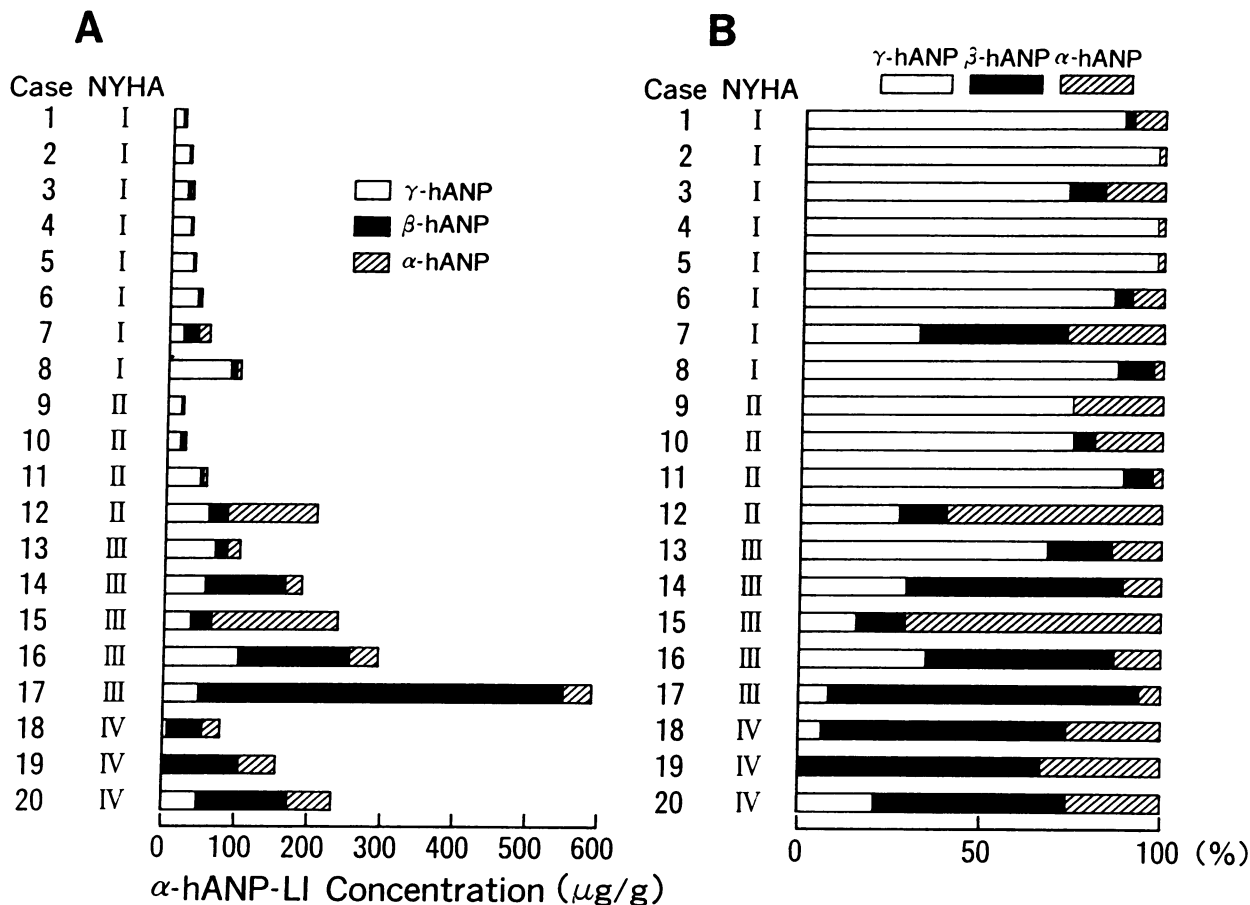 A
Case NYHA
1 I
2 I
3 I
4 I
5 I
6 I
7 I
8 I
9 II
10 II
11 II
12 II
13 III
14 III
15 III
16 III
17 III
18 IV
19 IV
20 IV
γ-hANP
β-hANP
α-hANP
0 100 200 300 400 500 600
α-hANP-LI Concentration (μg/g)
B
γ-hANP β-hANP α-hANP
Case NYHA
1 I
2 I
3 I
4 I
5 I
6 I
7 I
8 I
9 II
10 II
11 II
12 II
13 III
14 III
15 III
16 III
17 III
18 IV
19 IV
20 IV
0 50 100 (%)